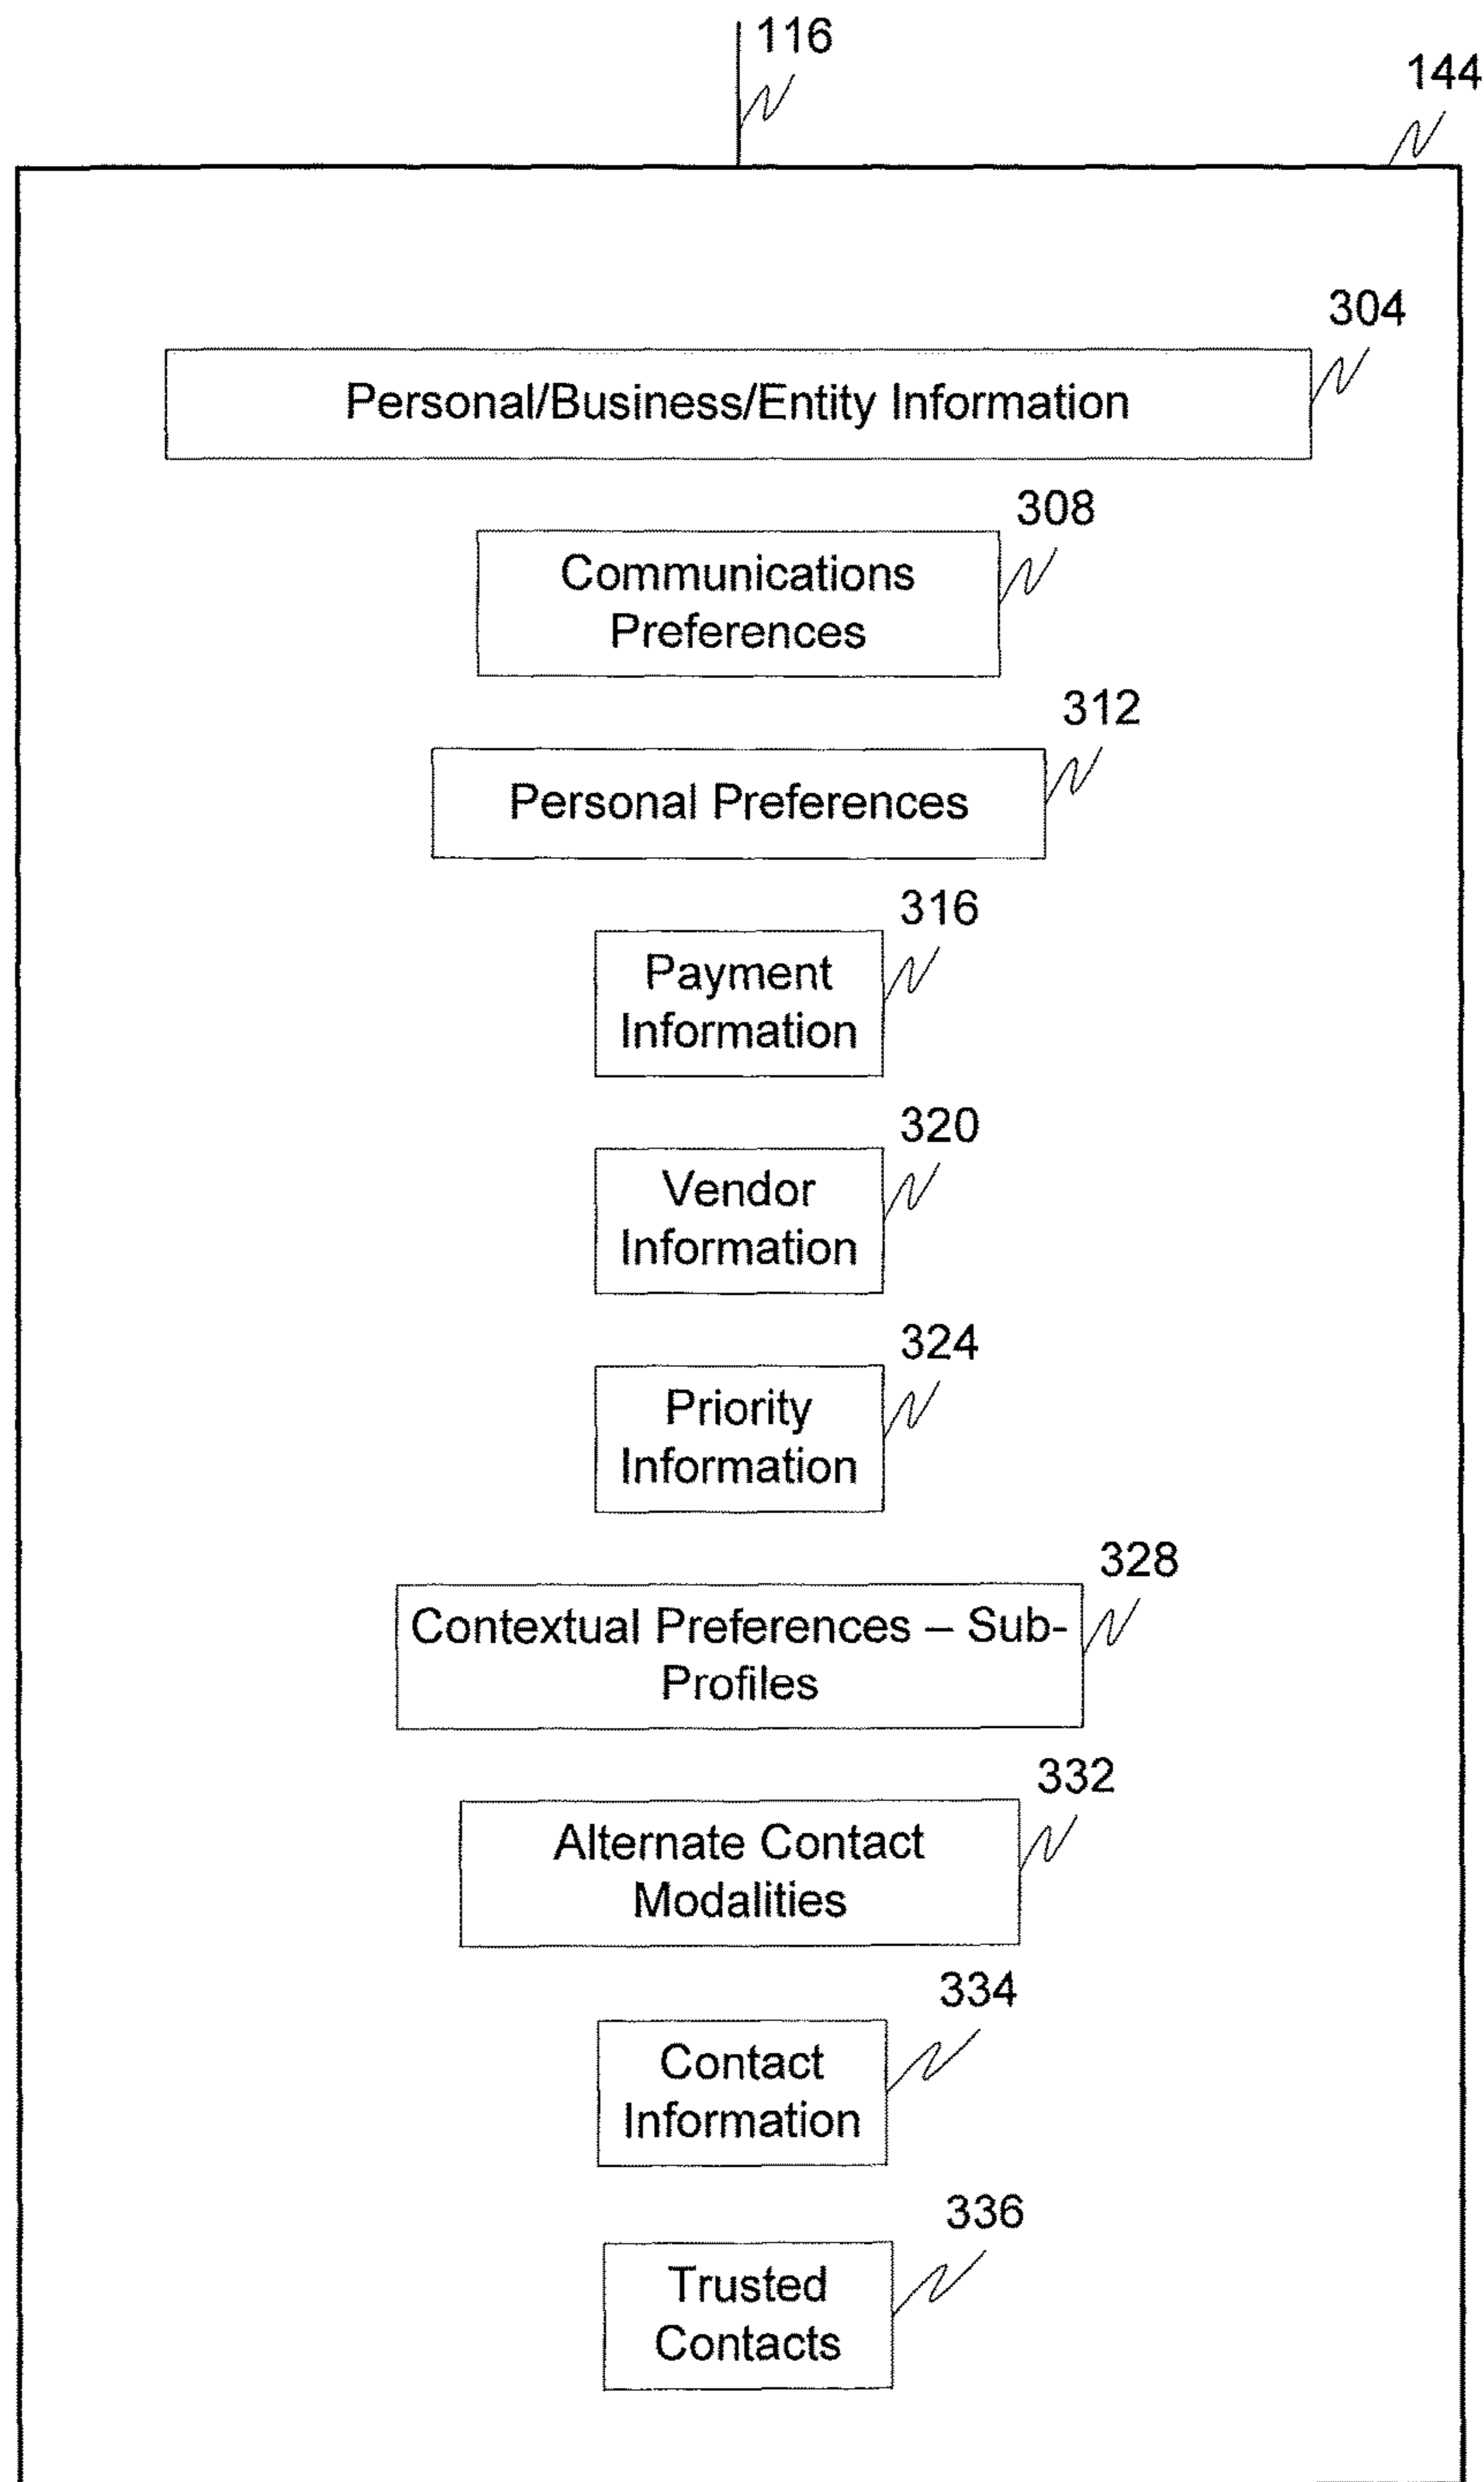 116
144
304
Personal/Business/Entity Information
308
Communications
Preferences
312
Personal Preferences
316
Payment
Information
320
Vendor
Information
324
Priority
Information
328
Contextual Preferences – Sub-
Profiles
332
Alternate Contact
Modalities
334
Contact
Information
336
Trusted
Contacts